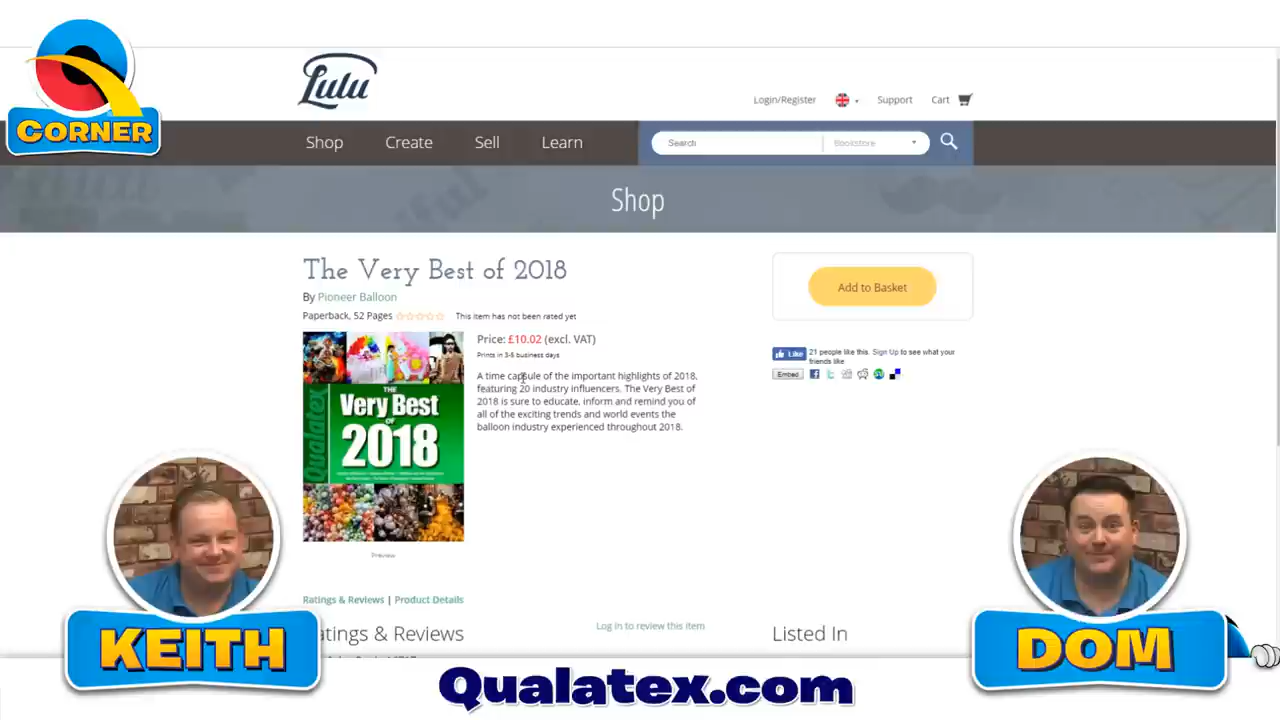 CORNER
Lulu
Login/Register
Support
Cart
Shop
Create
Sell
Learn
Search
Bookstore
Shop
The Very Best of 2018
By Pioneer Balloon
Paperback, 52 Pages
This item has not been rated yet
Add to Basket
Price: £10.02 (excl. VAT)
Prints in 3-5 business days
A time capsule of the important highlights of 2018,
featuring 20 industry influencers. The Very Best of
2018 is sure to educate, inform and remind you of
all of the exciting trends and world events the
balloon industry experienced throughout 2018.
Like
21 people like this. Sign Up to see what your
friends like
Embed
Qualatex
THE
Very Best
OF
2018
Preview
Ratings & Reviews | Product Details
atings & Reviews
Log in to review this item
Listed In
KEITH
DOM
Qualatex.com